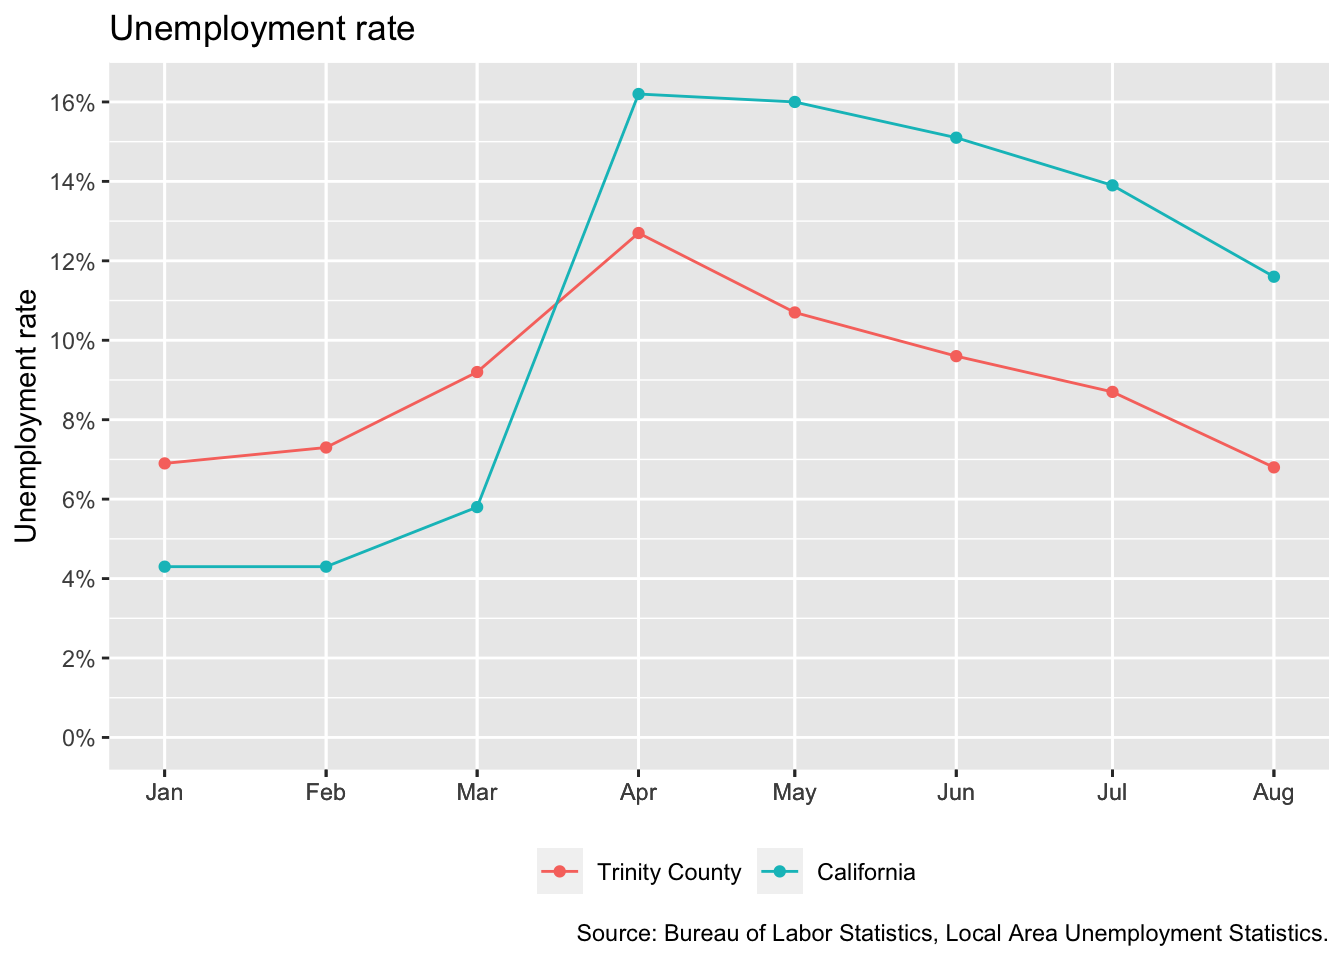 Unemployment rate
Unemployment rate
16%
14%
12%
10%
8%
6%
4%
2%
0%
Jan Feb Mar Apr May Jun Jul Aug
Trinity County California
Source: Bureau of Labor Statistics, Local Area Unemployment Statistics.